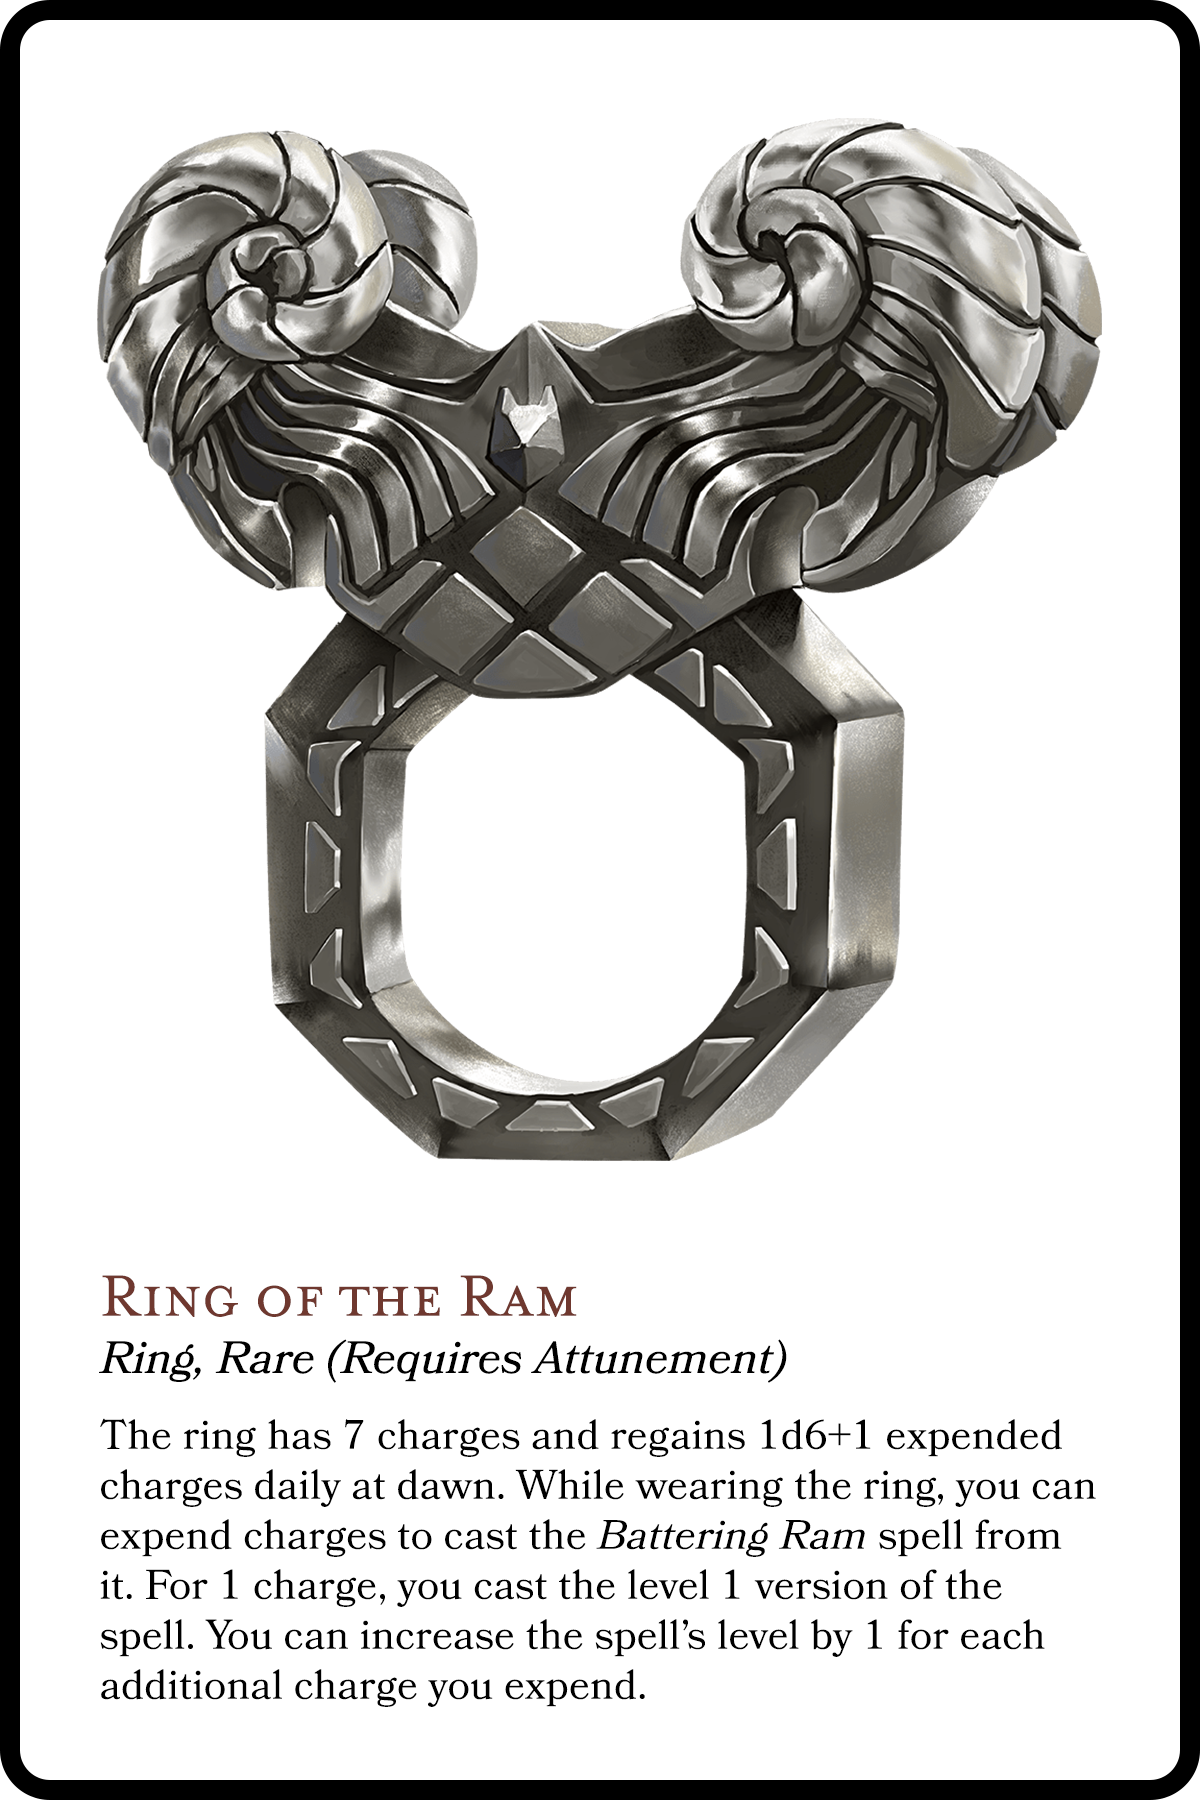 Ring of the Ram
Ring, Rare (Requires Attunement)
The ring has 7 charges and regains 1d6+1 expended
charges daily at dawn. While wearing the ring, you can
expend charges to cast the Battering Ram spell from
it. For 1 charge, you cast the level 1 version of the
spell. You can increase the spell’s level by 1 for each
additional charge you expend.